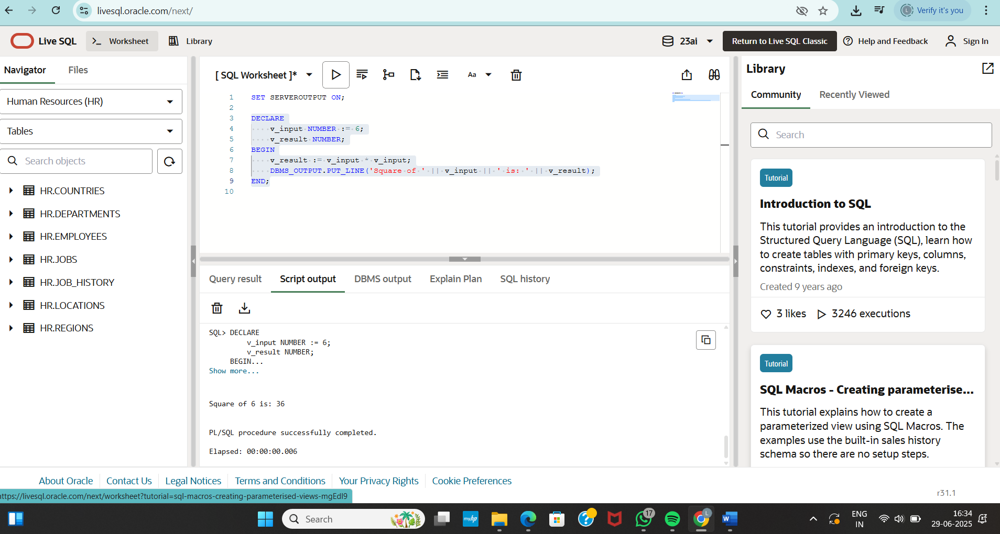 livesql.oracle.com/next/
Verify it's you
Live SQL
Worksheet
Library
23ai
Return to Live SQL Classic
Help and Feedback
Sign In
Navigator
Files
Human Resources (HR)
Tables
Search objects
HR.COUNTRIES
HR.DEPARTMENTS
HR.EMPLOYEES
HR.JOBS
HR.JOB_HISTORY
HR.LOCATIONS
HR.REGIONS
[ SQL Worksheet ]*
Aa
1 SET SERVEROUTPUT ON;
2
3 DECLARE
4 v_input NUMBER := 6;
5 v_result NUMBER;
6 BEGIN
7 v_result := v_input * v_input;
8 DBMS_OUTPUT.PUT_LINE('Square of ' || v_input || ' is: ' || v_result);
9 END;
10
Query result
Script output
DBMS output
Explain Plan
SQL history
SQL> DECLARE
v_input NUMBER := 6;
v_result NUMBER;
BEGIN...
Show more...
Square of 6 is: 36
PL/SQL procedure successfully completed.
Elapsed: 00:00:00.006
Library
Community
Recently Viewed
Search
Tutorial
Introduction to SQL
This tutorial provides an introduction to the
Structured Query Language (SQL), learn how
to create tables with primary keys, columns,
constraints, indexes, and foreign keys.
Created 9 years ago
3 likes
3246 executions
Tutorial
SQL Macros - Creating parameterise...
This tutorial explains how to create a
parameterized view using SQL Macros. The
examples use the built-in sales history
schema so there are no setup steps.
About Oracle
Contact Us
Legal Notices
Terms and Conditions
Your Privacy Rights
Cookie Preferences
r31.1
https://livesql.oracle.com/next/worksheet?tutorial=sql-macros-creating-parameterised-views-mgEdI9
Search
myhp
17
L
W
ENG
IN
16:34
29-06-2025